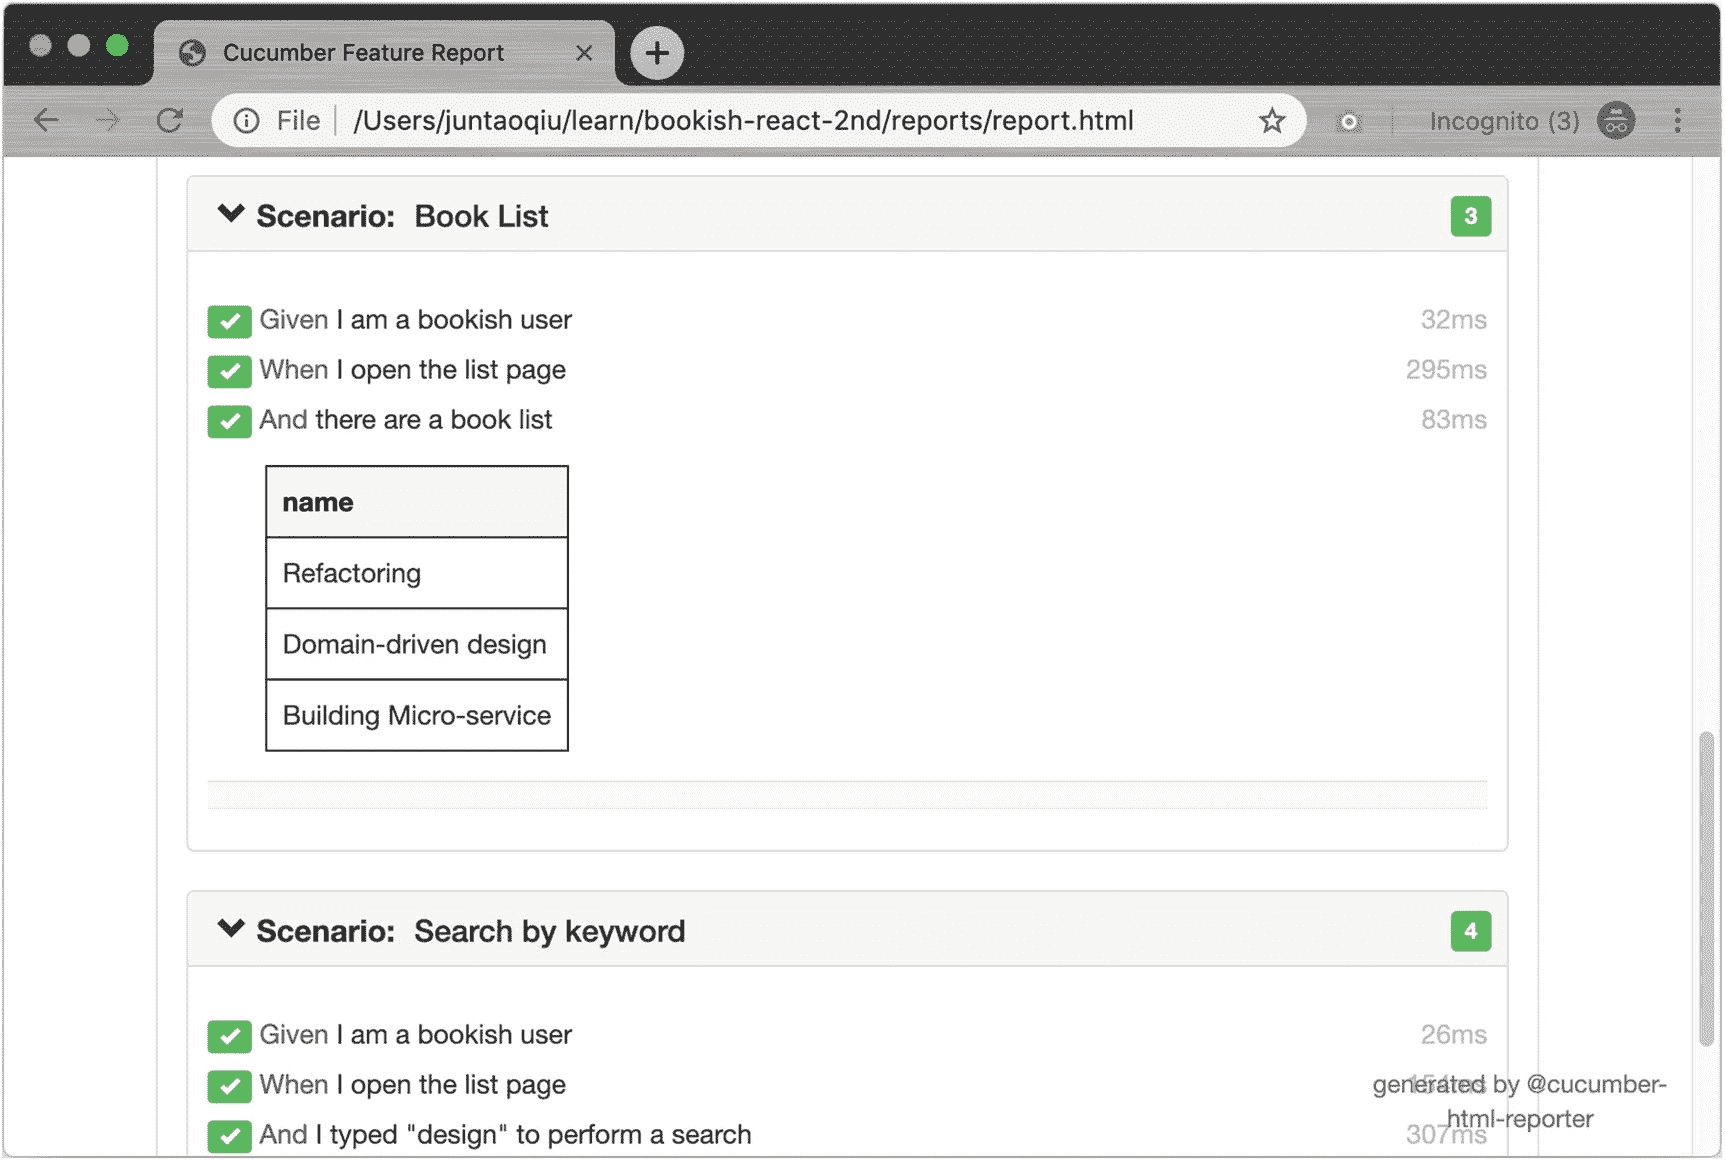 Cucumber Feature Report
File /Users/juntaoqiu/learn/bookish-react-2nd/reports/report.html Incognito (3)
Scenario: Book List 3
Given I am a bookish user 32ms
When I open the list page 295ms
And there are a book list 83ms
name
Refactoring
Domain-driven design
Building Micro-service
Scenario: Search by keyword 4
Given I am a bookish user 26ms
When I open the list page 154ms
generated by @cucumber-
html-reporter
And I typed "design" to perform a search 307ms